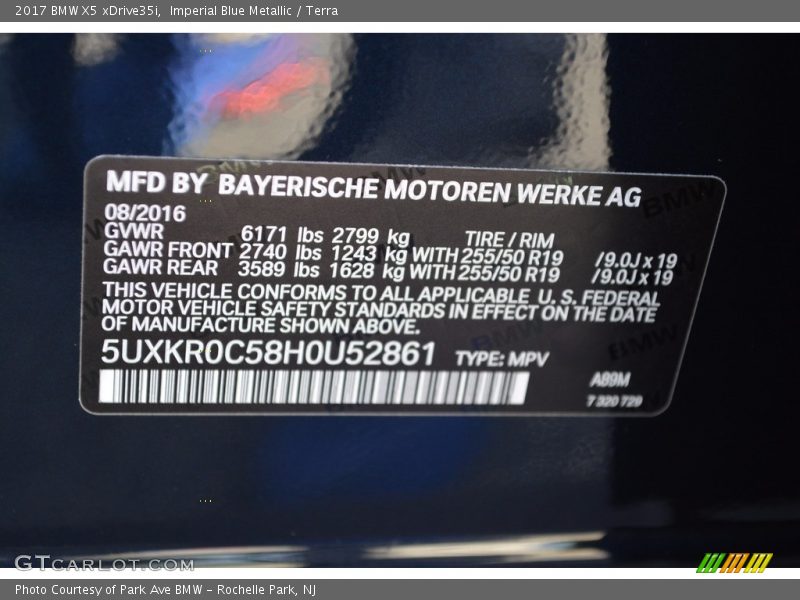 2017 BMW X5 xDrive35i, Imperial Blue Metallic / Terra
MFD BY BAYERISCHE MOTOREN WERKE AG
08/2016
GVWR 6171 lbs 2799 kg TIRE / RIM
GAWR FRONT 2740 lbs 1243 kg WITH 255/50 R19 /9.0J x 19
GAWR REAR 3589 lbs 1628 kg WITH 255/50 R19 /9.0J x 19
THIS VEHICLE CONFORMS TO ALL APPLICABLE U. S. FEDERAL
MOTOR VEHICLE SAFETY STANDARDS IN EFFECT ON THE DATE
OF MANUFACTURE SHOWN ABOVE.
5UXKR0C58H0U52861 TYPE: MPV
A89M
7 320 729
GTCARLOT.COM
Photo Courtesy of Park Ave BMW - Rochelle Park, NJ